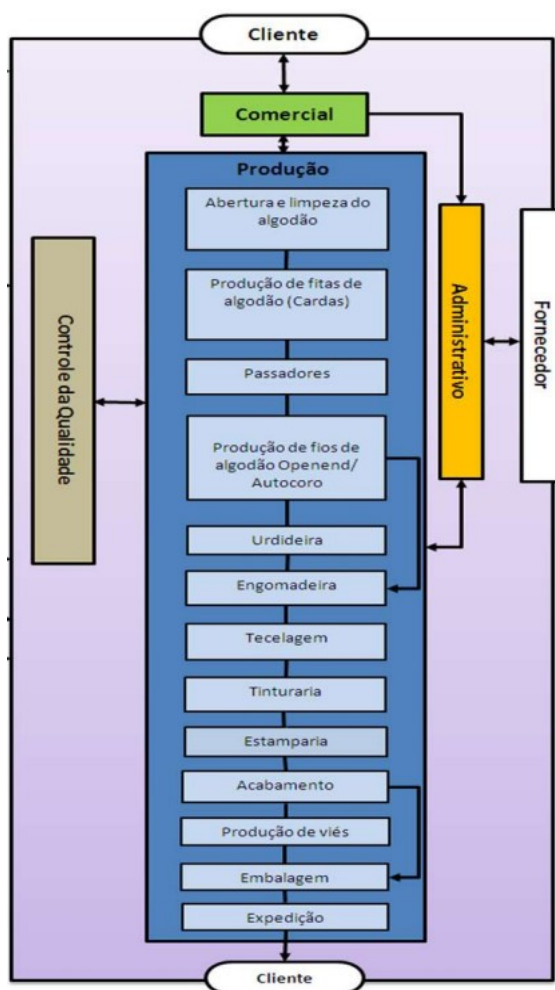 Cliente
Comercial
Produção
Abertura e limpeza do
algodão
Produção de fitas de
algodão (Cardas)
Passadores
Produção de fios de
algodão Openend/
Autocoro
Urdideira
Engomadeira
Tecelagem
Tinturaria
Estamparia
Acabamento
Produção de viés
Embalagem
Expedição
Controle da Qualidade
Administrativo
Fornecedor
Cliente